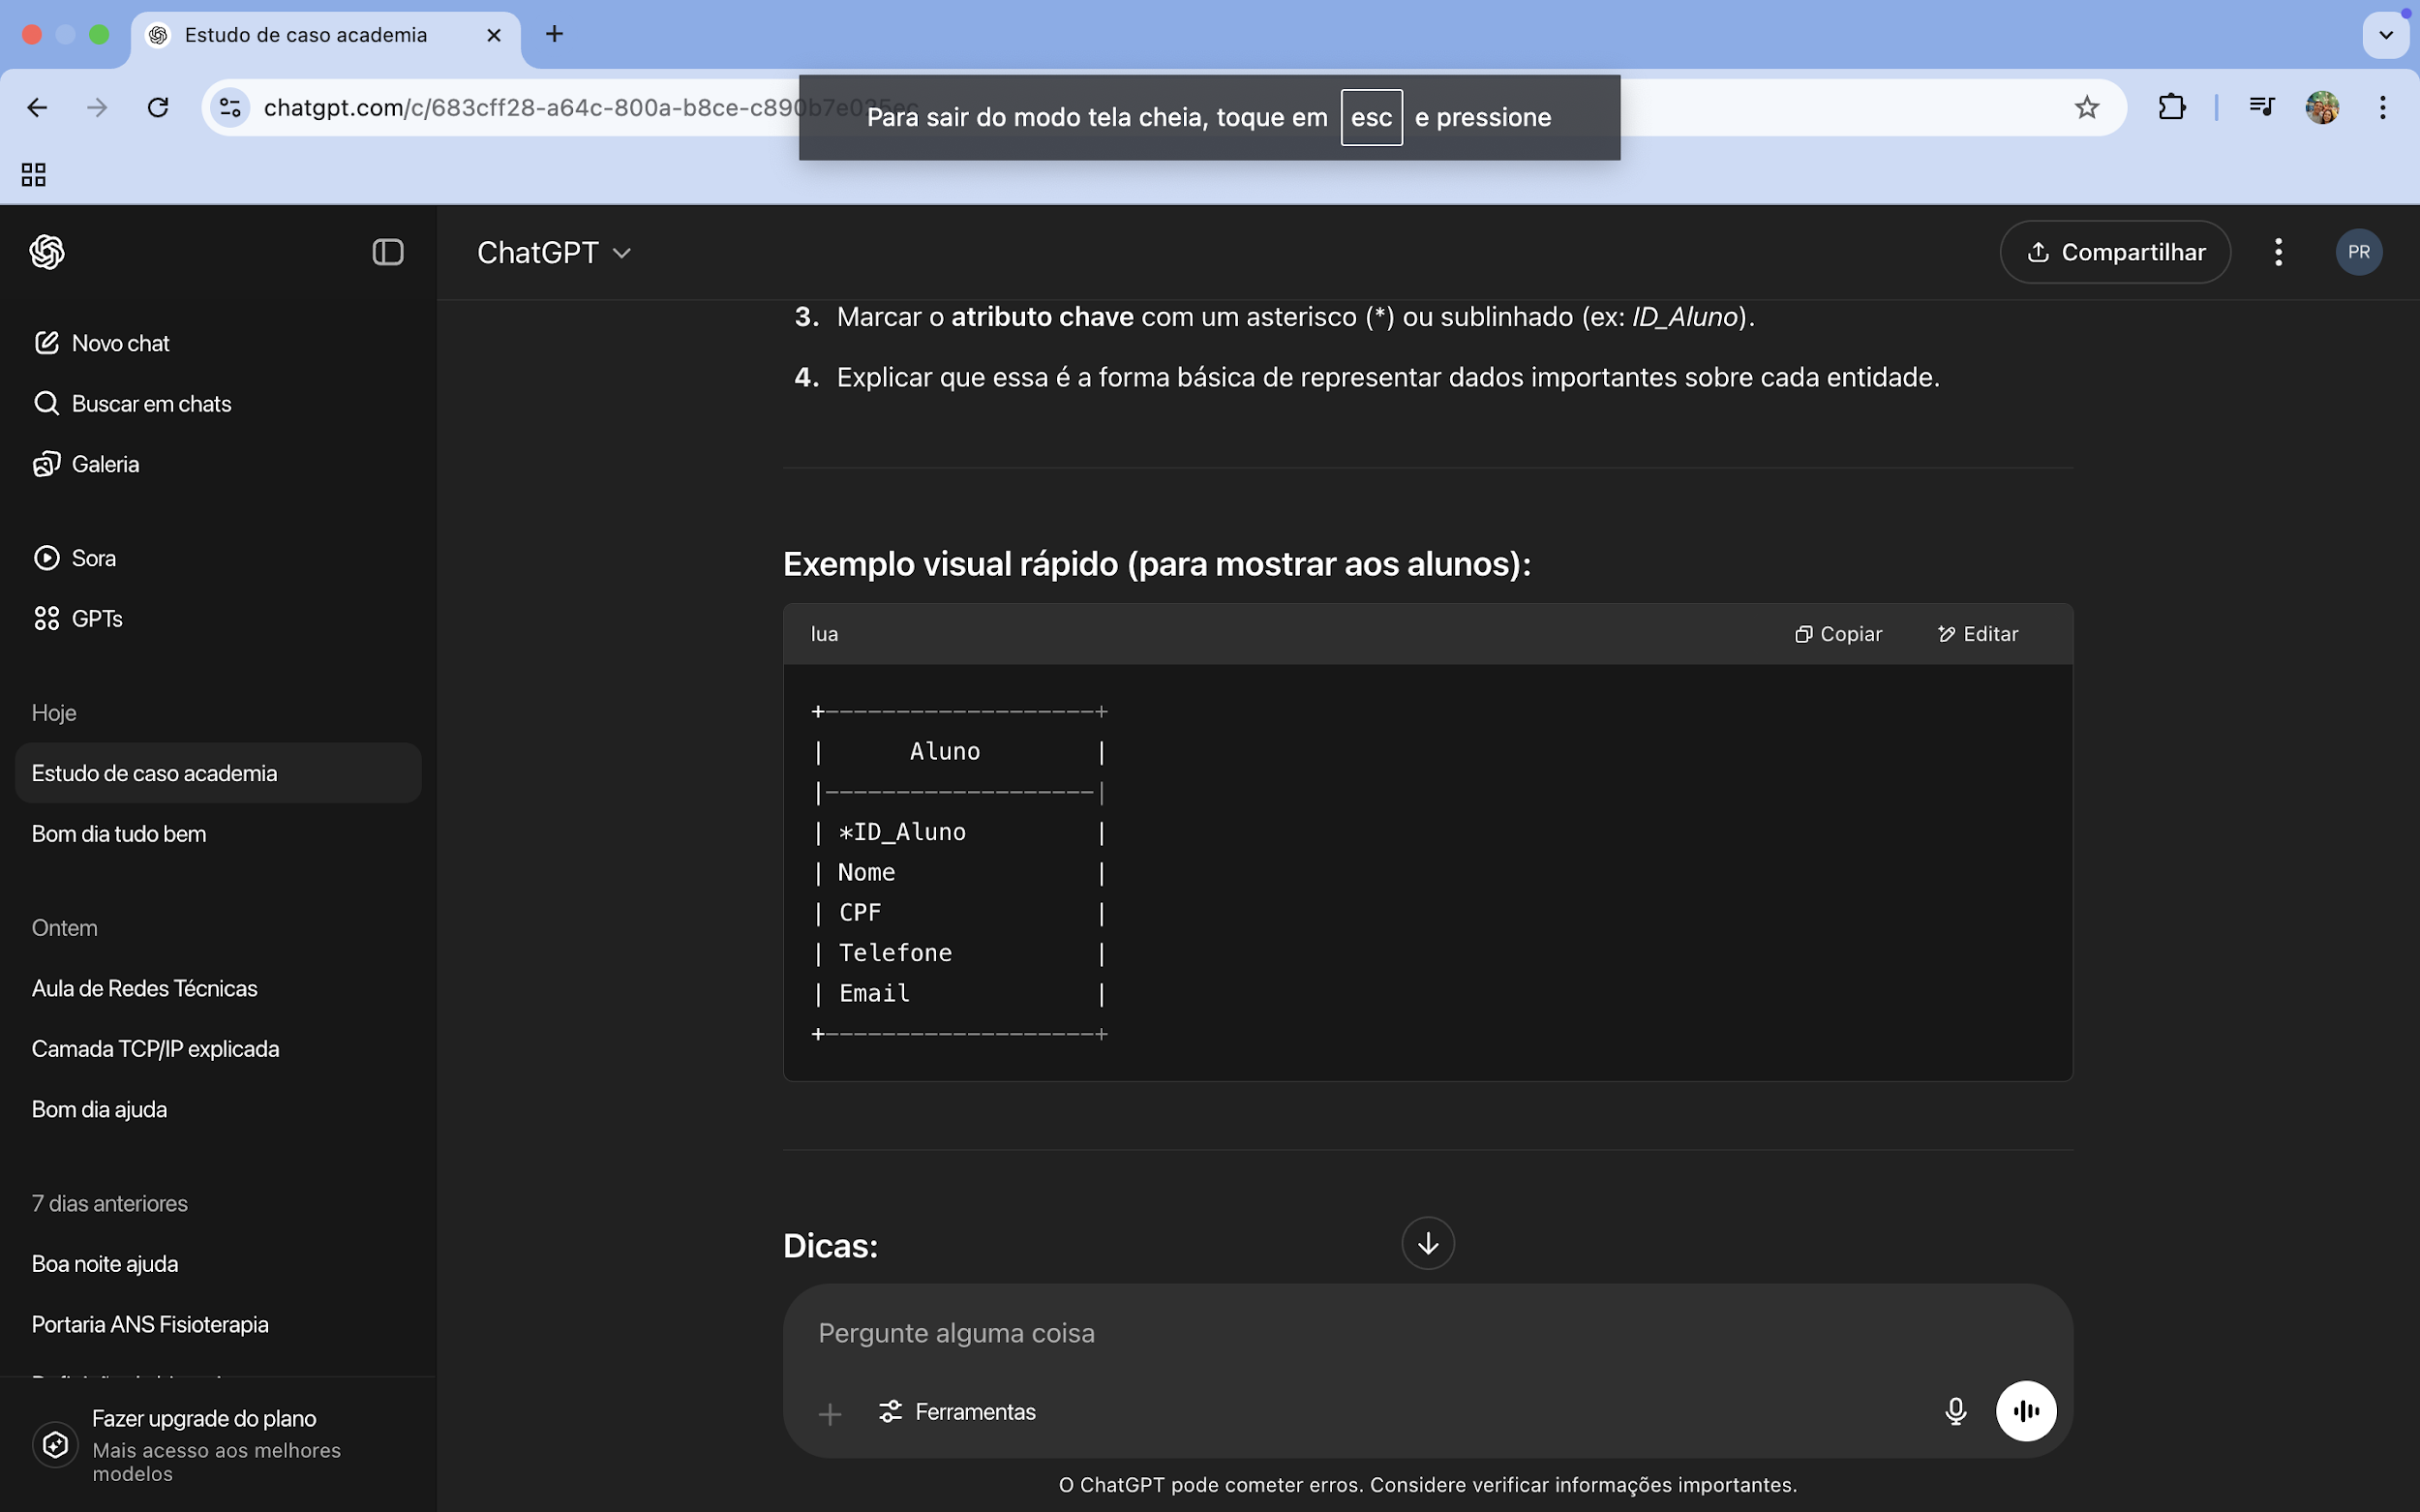 Estudo de caso academia
chatgpt.com/c/683cff28-a64c-800a-b8ce-c890b7e025ec
Para sair do modo tela cheia, toque em esc e pressione
ChatGPT
Compartilhar
PR
Novo chat
Buscar em chats
Galeria
Sora
GPTs
Hoje
Estudo de caso academia
Bom dia tudo bem
Ontem
Aula de Redes Técnicas
Camada TCP/IP explicada
Bom dia ajuda
7 dias anteriores
Boa noite ajuda
Portaria ANS Fisioterapia
Fazer upgrade do plano
Mais acesso aos melhores
modelos
3. Marcar o atributo chave com um asterisco (*) ou sublinhado (ex: ID_Aluno).
4. Explicar que essa é a forma básica de representar dados importantes sobre cada entidade.
Exemplo visual rápido (para mostrar aos alunos):
lua
Copiar
Editar
+-------------------+
|      Aluno        |
|-------------------|
| *ID_Aluno         |
| Nome              |
| CPF               |
| Telefone          |
| Email             |
+-------------------+
Dicas:
Pergunte alguma coisa
Ferramentas
O ChatGPT pode cometer erros. Considere verificar informações importantes.